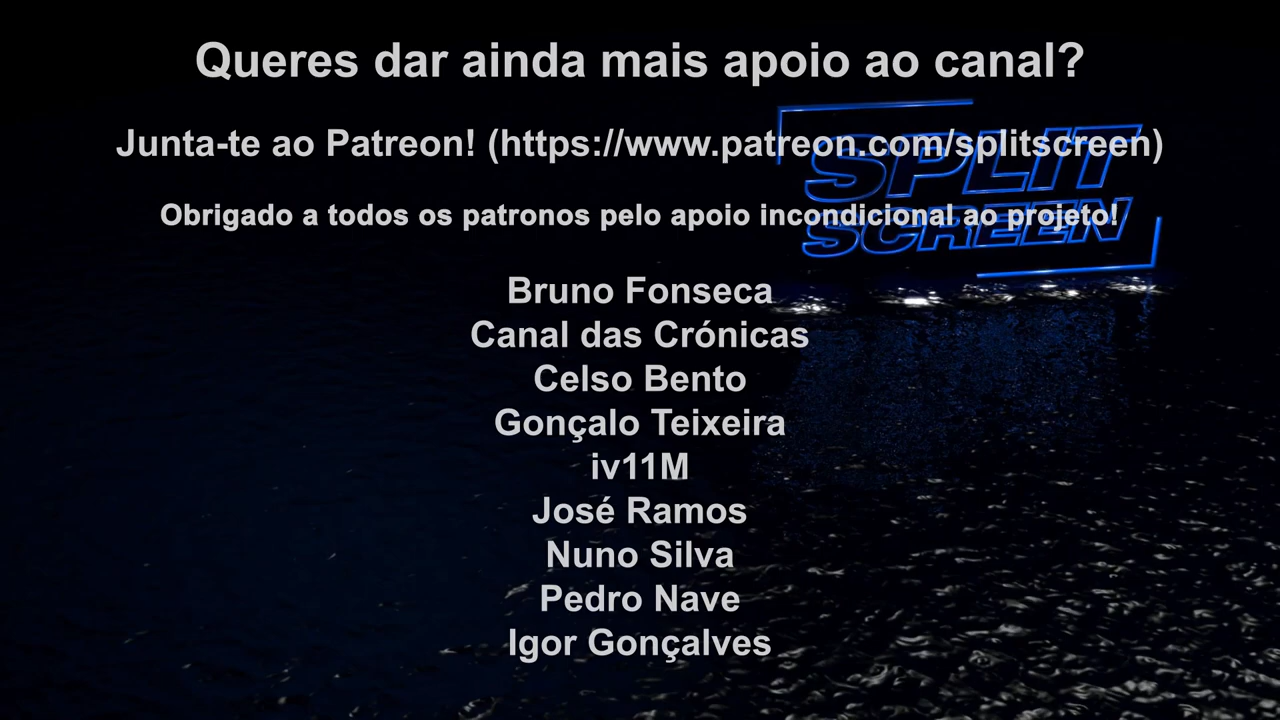 Queres dar ainda mais apoio ao canal?
Junta-te ao Patreon! (https://www.patreon.com/splitscreen)
SPLIT
SCREEN
Obrigado a todos os patronos pelo apoio incondicional ao projeto!
Bruno Fonseca
Canal das Crónicas
Celso Bento
Gonçalo Teixeira
iv11M
José Ramos
Nuno Silva
Pedro Nave
Igor Gonçalves